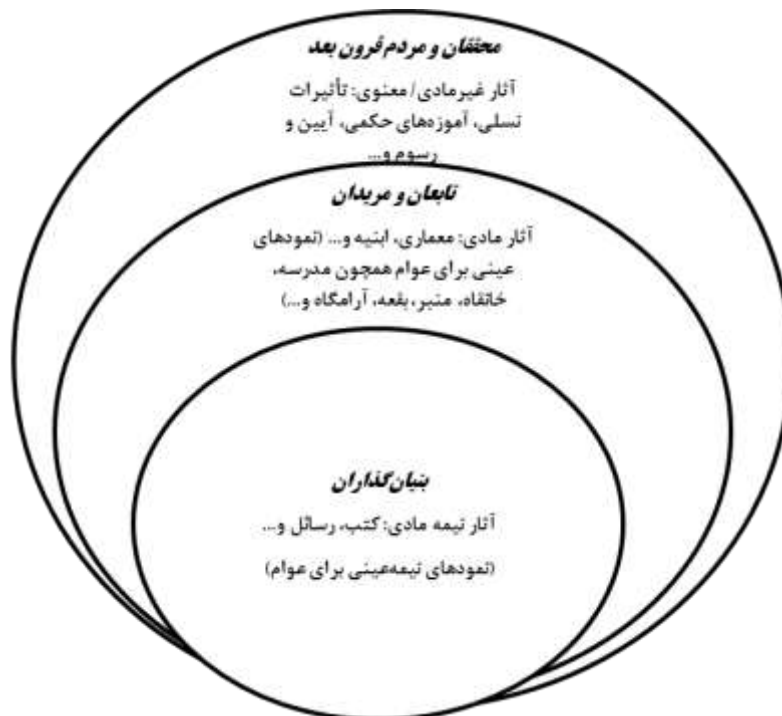 محققان و مردم قرون بعد
آثار غیرمادی/ معنوی: تأثیرات
نسلی، آموزه‌های حکمی، آیین و
رسوم و...
تابعان و مریدان
آثار مادی: معماری، ابنیه و... (نمودهای
عینی برای عوام همچون مدرسه،
خانقاه، منبر، بقعه، آرامگاه و...)
بنیان‌گذاران
آثار نیمه مادی: کتب، رسائل و...
(نمودهای نیمه‌عینی برای عوام)